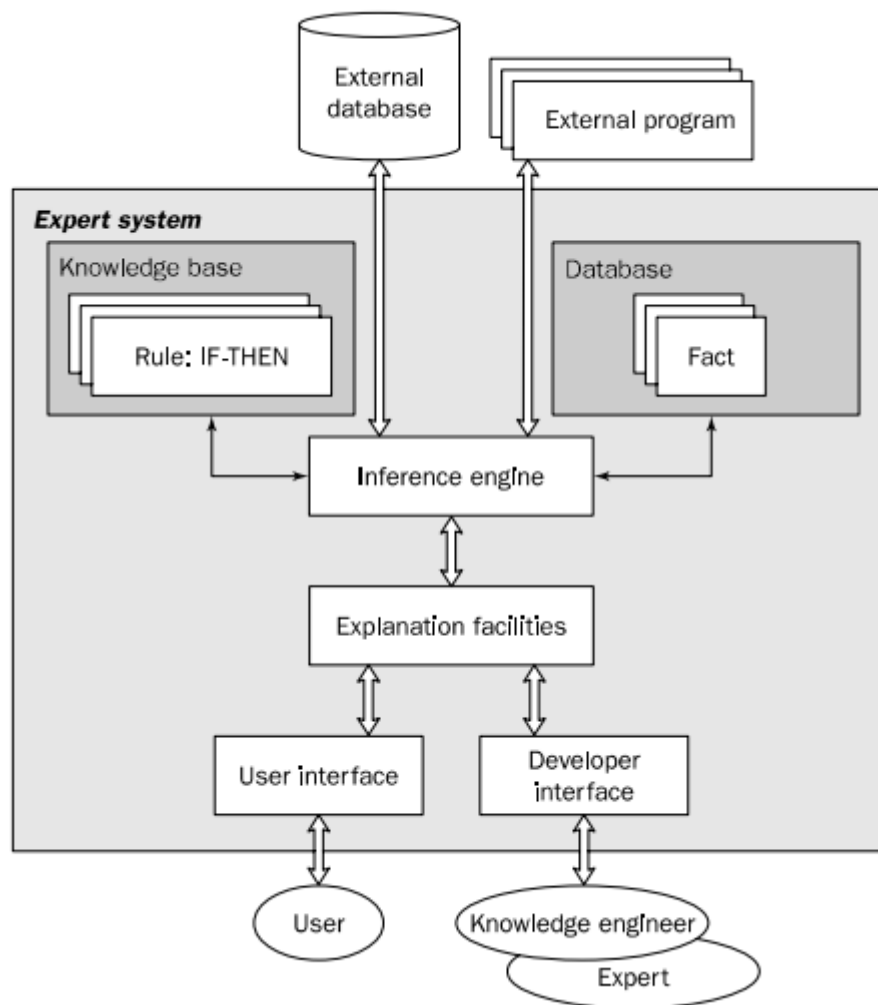 External
database
External program
Expert system
Knowledge base
Rule: IF-THEN
Database
Fact
Inference engine
Explanation facilities
User interface
Developer
interface
User
Knowledge engineer
Expert